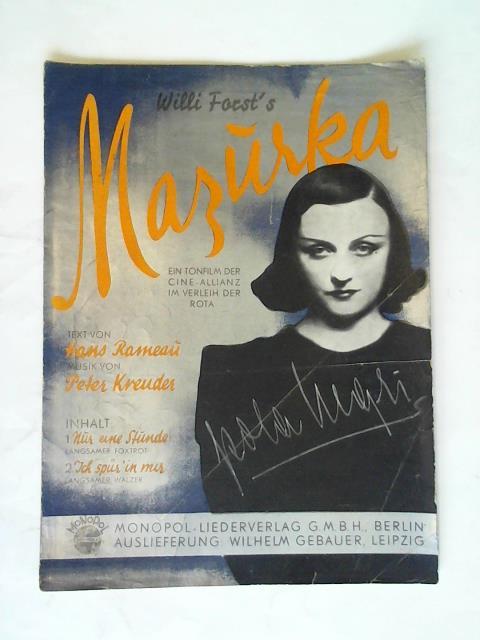 Willi Forst's
Mazurka
EIN TONFILM DER
CINE-ALLIANZ
IM VERLEIH DER
ROTA
TEXT VON
Hans Rameau
MUSIK VON
Peter Kreuder
INHALT
1. Nur eine Stunde
LANGSAMER FOXTROT
2. "Ich spür' in mir
LANGSAMER WALZER
pola Negri
MONOPOL
MONOPOL-LIEDERVERLAG G.M.B.H., BERLIN
AUSLIEFERUNG WILHELM GEBAUER, LEIPZIG